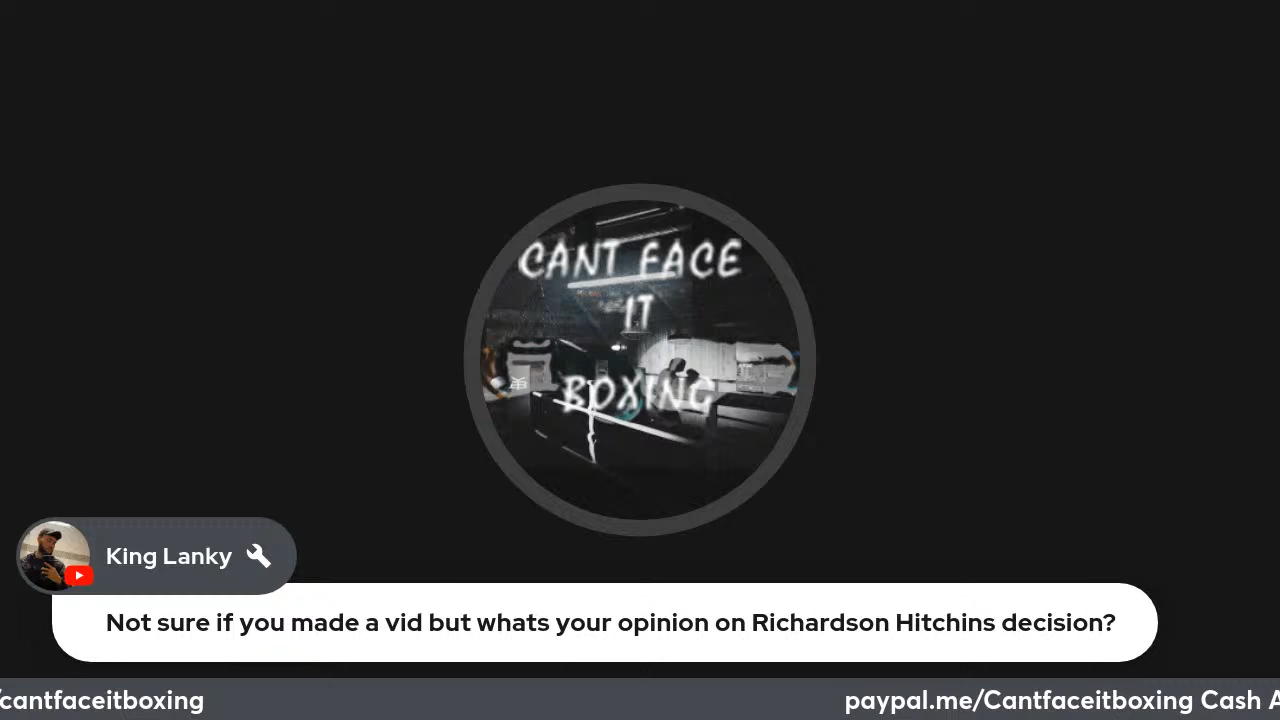 CANT FACE
IT
BOXING
King Lanky
Not sure if you made a vid but whats your opinion on Richardson Hitchins decision?
/cantfaceitboxing
paypal.me/Cantfaceitboxing Cash A